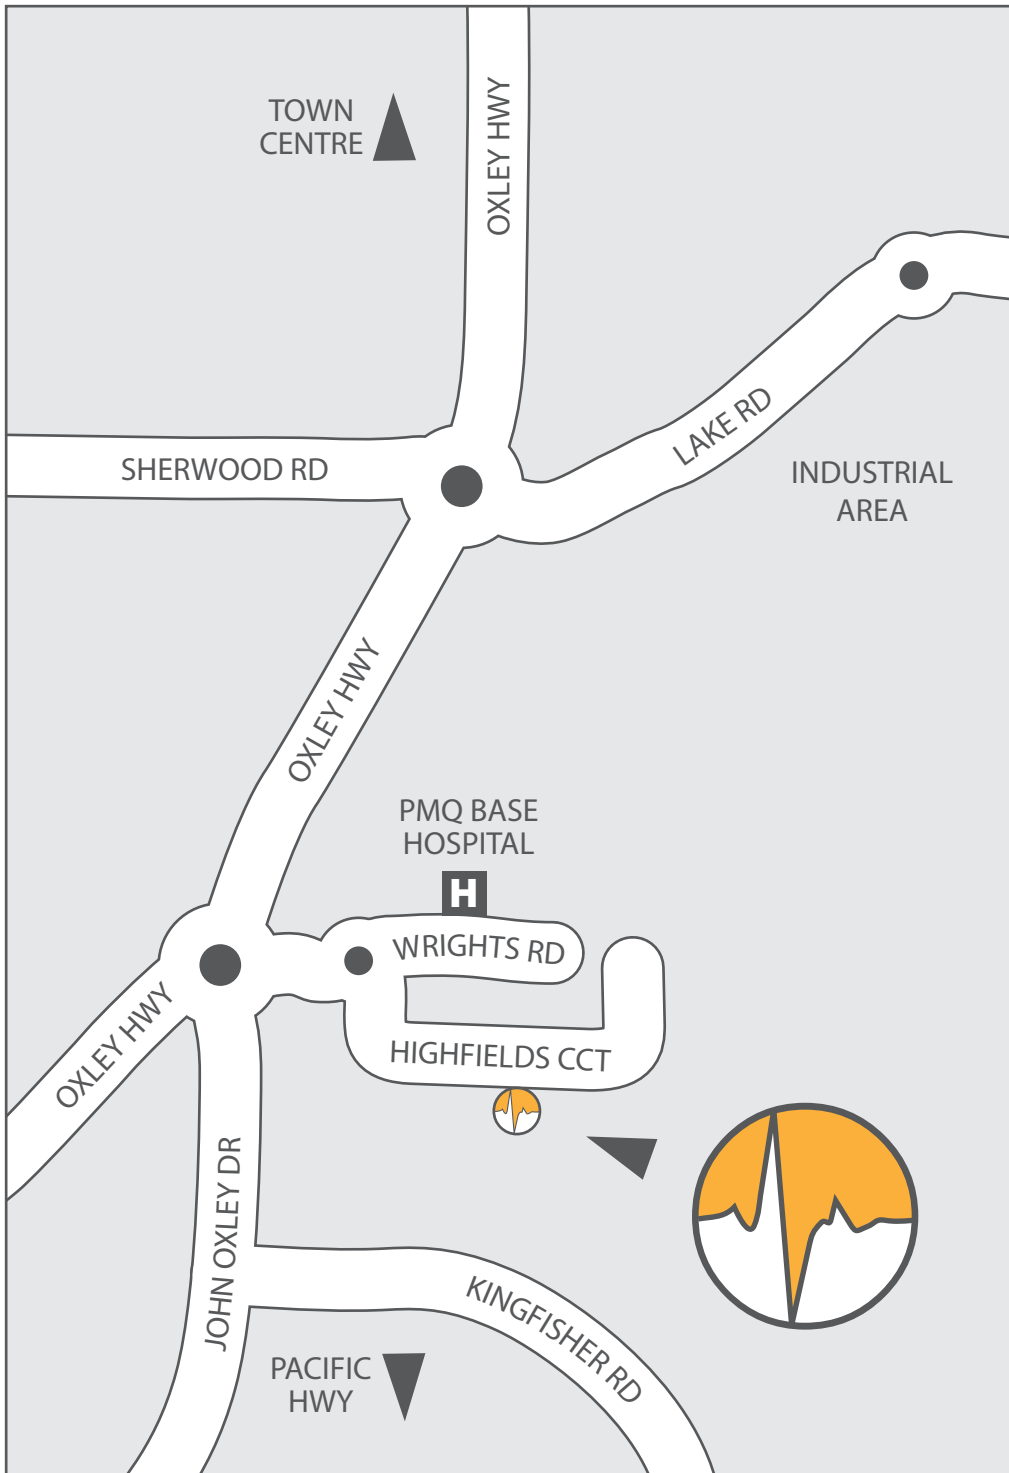 TOWN
CENTRE
OXLEY HWY
LAKE RD
SHERWOOD RD
INDUSTRIAL
AREA
OXLEY HWY
PMQ BASE
HOSPITAL
H
WRIGHTS RD
OXLEY HWY
HIGHFIELDS CCT
JOHN OXLEY DR
KINGFISHER RD
PACIFIC
HWY